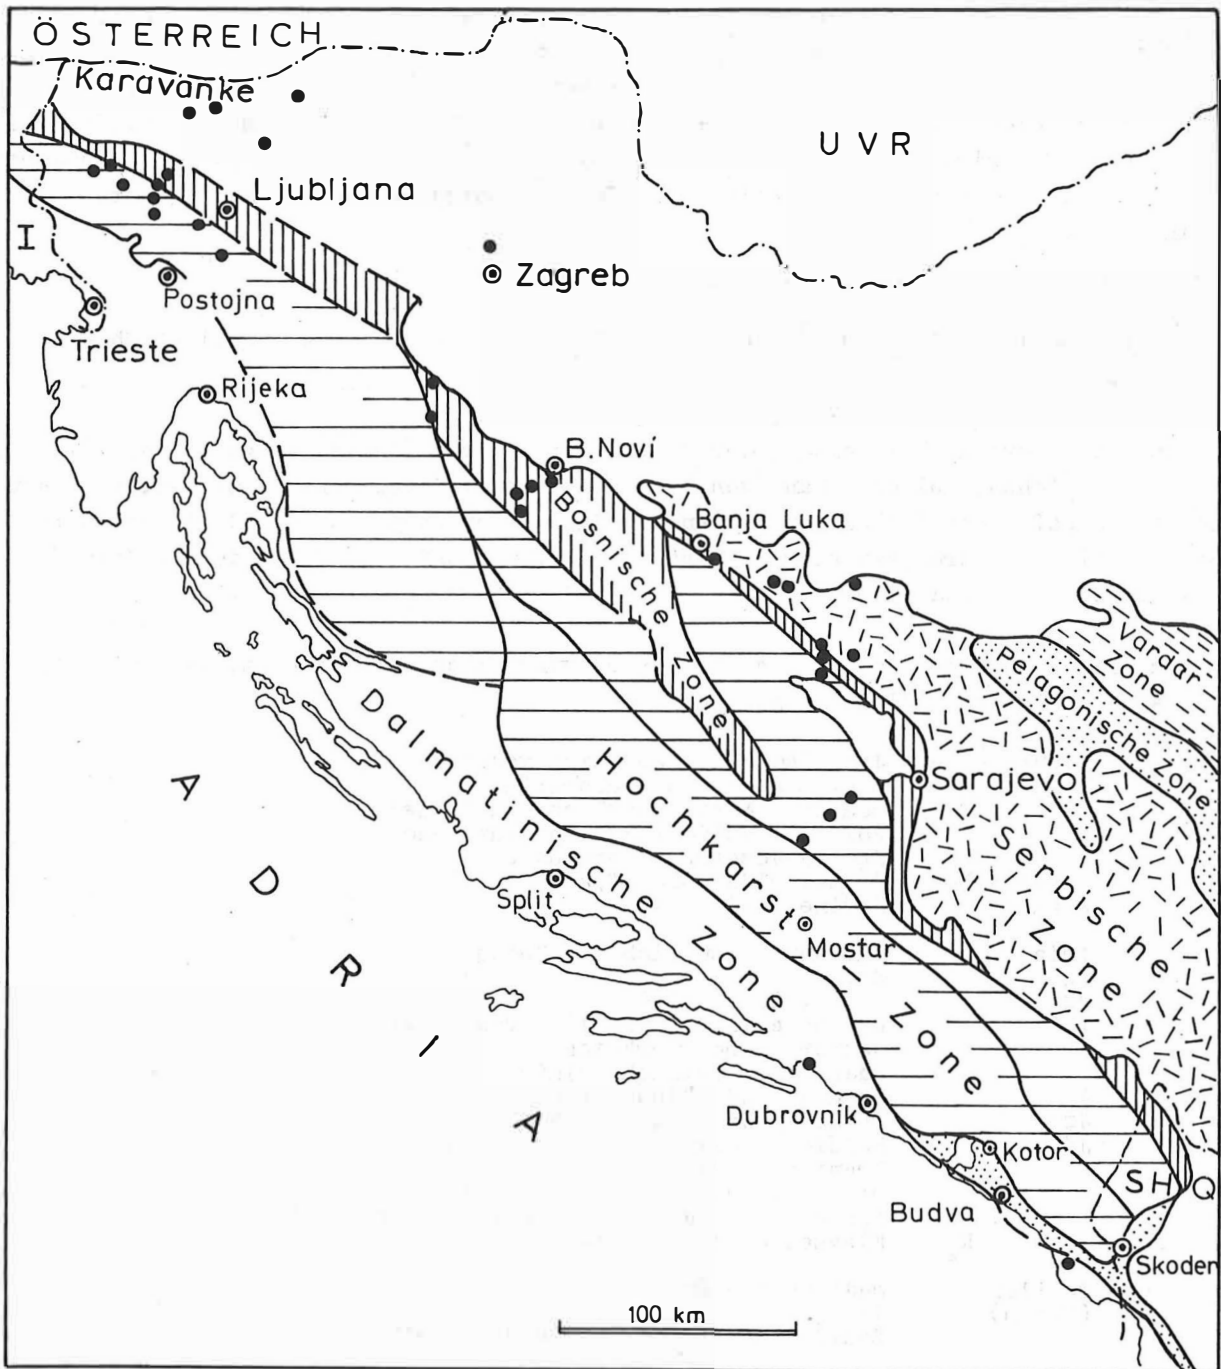 ÖSTERREICH
Karavanke
UVR
Ljubljana
I
Zagreb
Postojna
Trieste
Rijeka
B.Novi
Banja Luka
Bosnische Zone
Vardar
Zone
Pelagonische Zone
Dalmatinische Zone
Hochkarst - Zone
Sarajevo
Serbische
Zone
ADRIA
Split
Mostar
Dubrovnik
Kotor
SHQ
Budva
Skoder
100 km